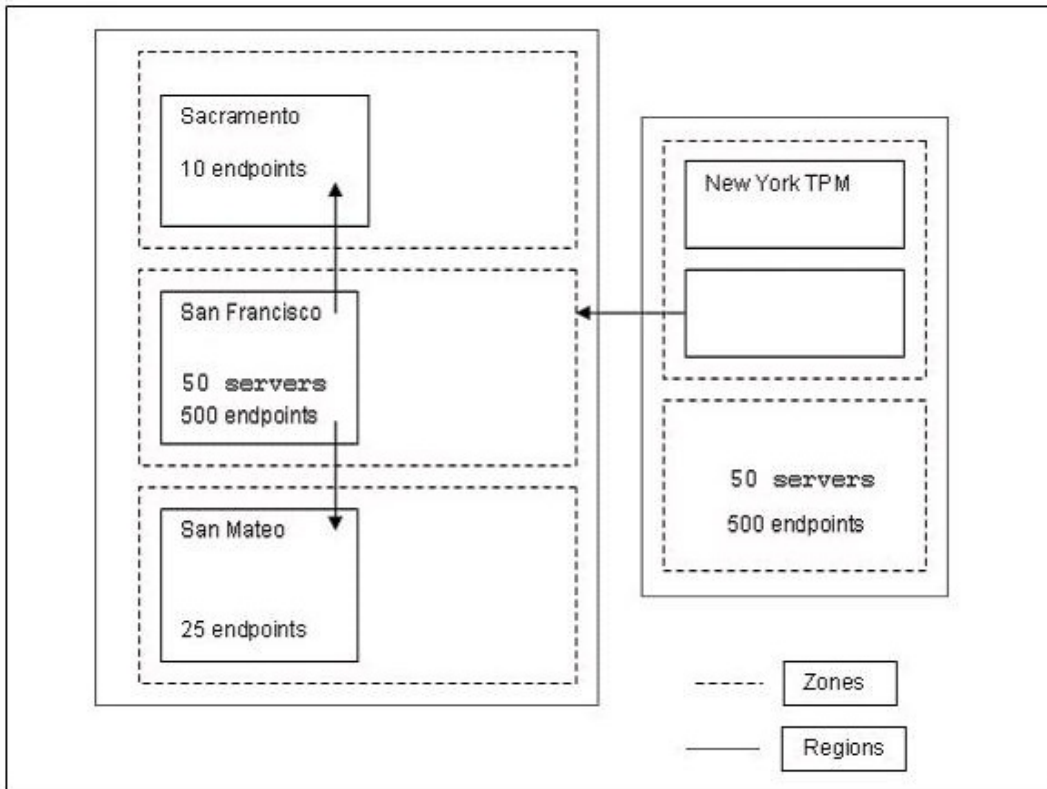 Sacramento
10 endpoints
San Francisco
50 servers
500 endpoints
San Mateo
25 endpoints
New York TPM
50 servers
500 endpoints
Zones
Regions